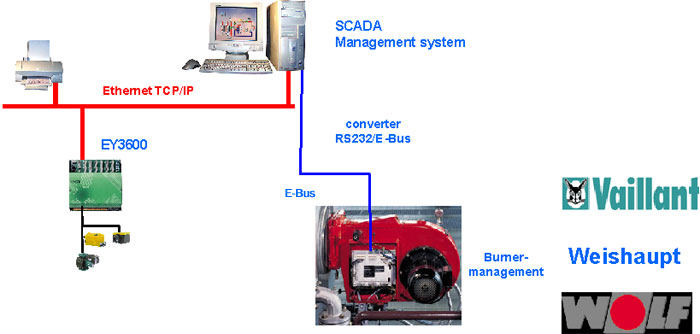 SCADA
Management system
Ethernet TCP/IP
converter
RS232/E-Bus
EY3600
E-Bus
Vaillant
Burner-
management
Weishaupt
WOLF